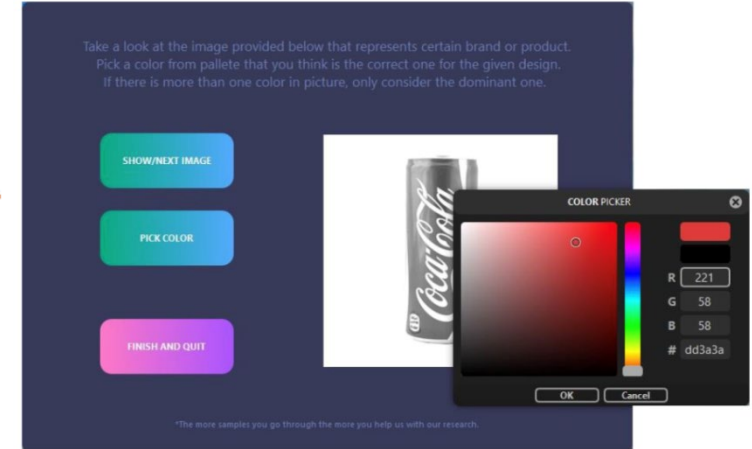 Take a look at the image provided below that represents certain brand or product.
Pick a color from pallete that you think is the correct one for the given design.
If there is more than one color in picture, only consider the dominant one.
SHOW/NEXT IMAGE
PICK COLOR
FINISH AND QUIT
Coca-Cola
COLOR PICKER
R 221
G 58
B 58
# dd3a3a
OK Cancel
*The more samples you go through the more you help us with our research.